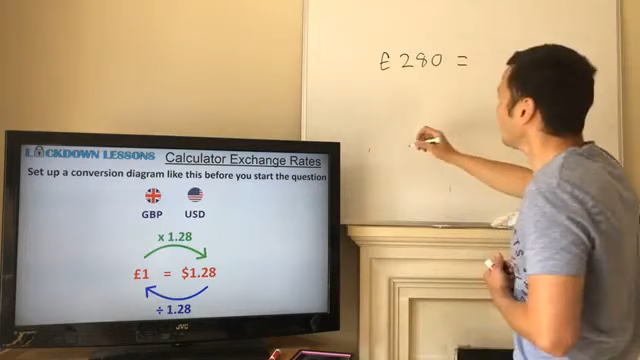 £ 280 =
LOCKDOWN LESSONS Calculator Exchange Rates
Set up a conversion diagram like this before you start the question
GBP USD
x 1.28
£1 = $1.28
÷ 1.28
JVC